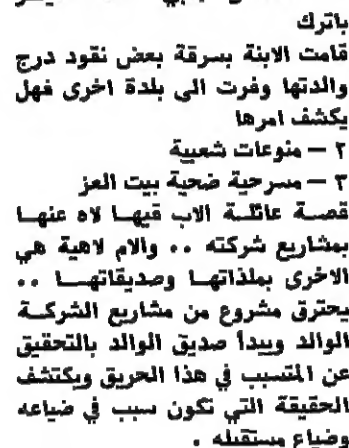 باترك
قامت الابنة بسرقة بعض نقود درج
والدتها وفرت الى بلدة اخرى فهل
يكشف امرها
٢ — منوعات شعبية
٣ — مسرحية ضحية بيت العز
قصة عائلة الاب فيها لاه عنها
بمشاريع شركته .. والام لاهية هي
الاخرى بملذاتها وصديقاتها ..
يحترق مشروع من مشاريع الشركة
الوالد ويبدأ صديق الوالد بالتحقيق
عن المتسبب في هذا الحريق ويكتشف
الحقيقة التي تكون سبب في ضياعه
وضياع مستقبله .